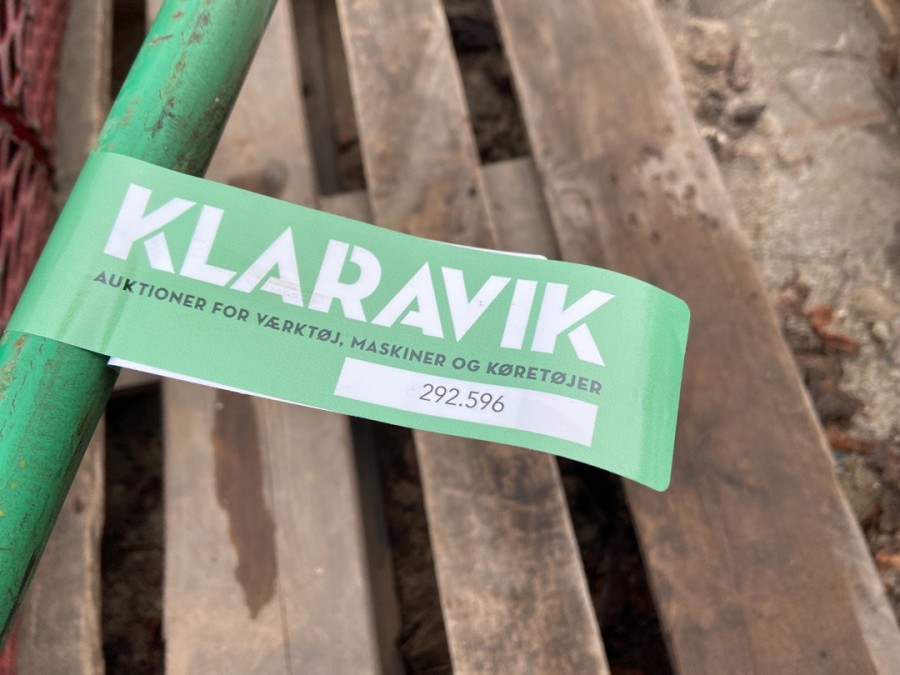 KLARAVIK
AUKTIONER FOR VÆRKTØJ, MASKINER OG KØRETØJER
292.596